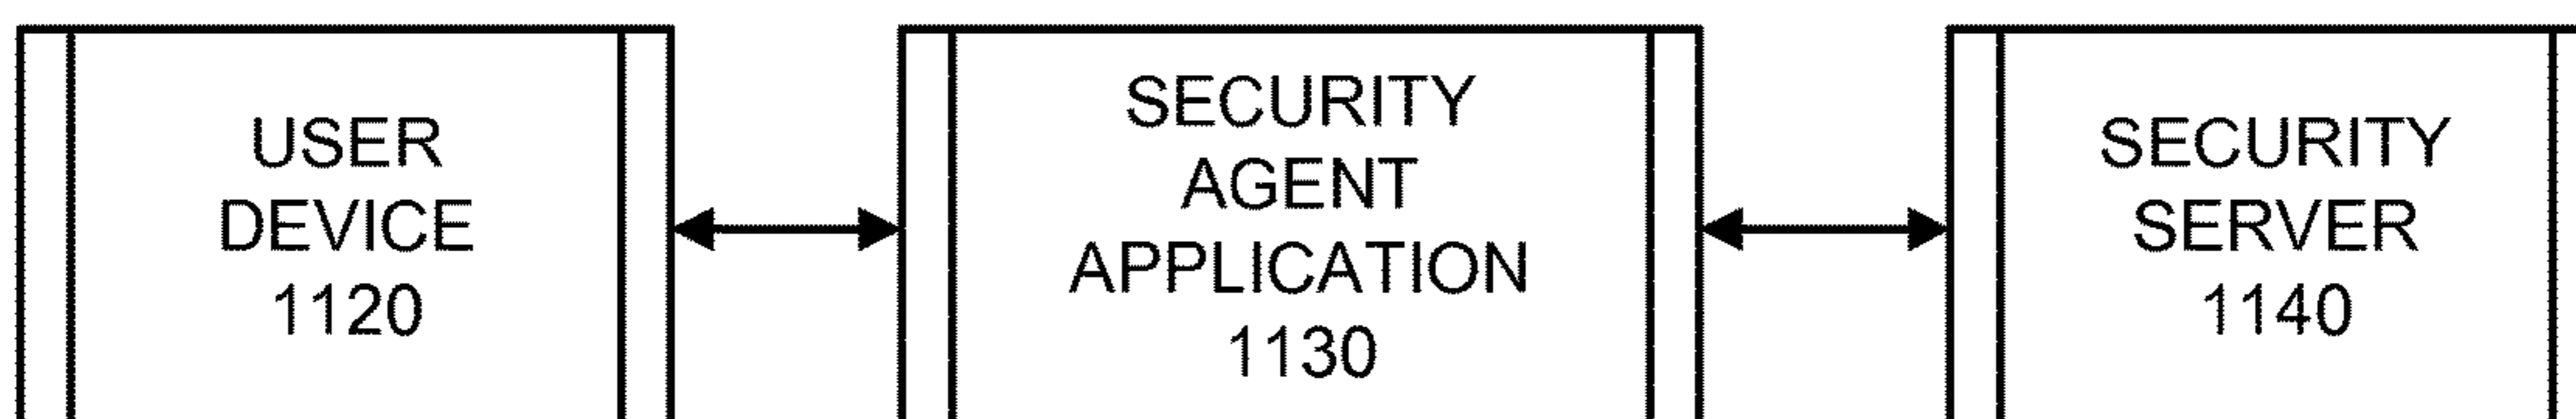 USER
DEVICE
1120
SECURITY
AGENT
APPLICATION
1130
SECURITY
SERVER
1140